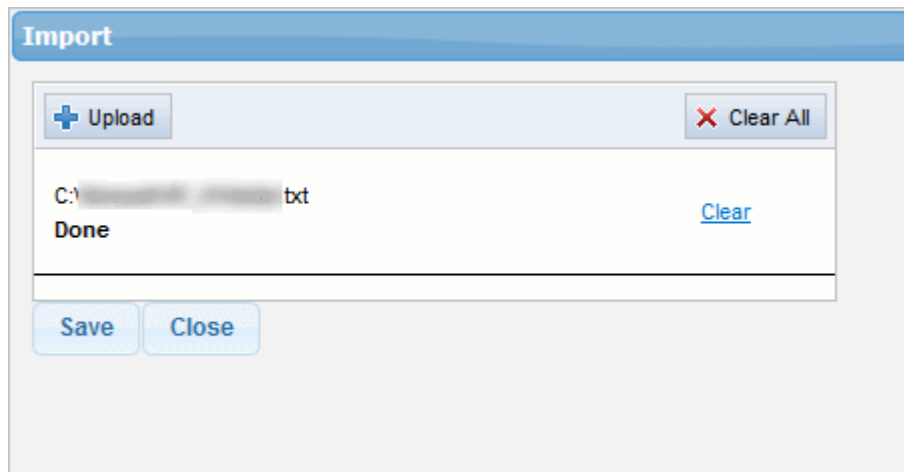 Import
Upload
Clear All
C:\ txt
Done
Clear
Save
Close